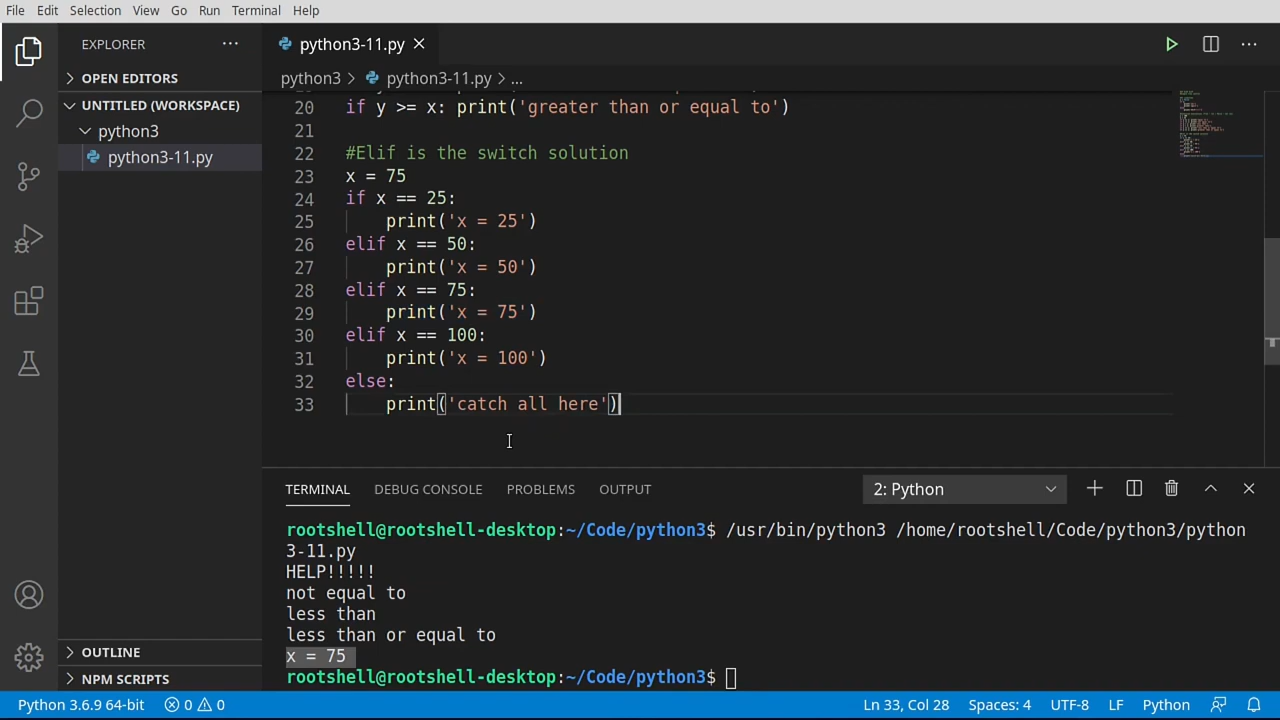 File Edit Selection View Go Run Terminal Help
EXPLORER
OPEN EDITORS
UNTITLED (WORKSPACE)
python3
python3-11.py
OUTLINE
NPM SCRIPTS
python3-11.py
python3 > python3-11.py > ...
20 if y >= x: print('greater than or equal to')
21
22 #Elif is the switch solution
23 x = 75
24 if x == 25:
25 print('x = 25')
26 elif x == 50:
27 print('x = 50')
28 elif x == 75:
29 print('x = 75')
30 elif x == 100:
31 print('x = 100')
32 else:
33 print('catch all here')
TERMINAL DEBUG CONSOLE PROBLEMS OUTPUT 2: Python
rootshell@rootshell-desktop:~/Code/python3$ /usr/bin/python3 /home/rootshell/Code/python3/python
3-11.py
HELP!!!!!
not equal to
less than
less than or equal to
x = 75
rootshell@rootshell-desktop:~/Code/python3$
Python 3.6.9 64-bit 0 0 Ln 33, Col 28 Spaces: 4 UTF-8 LF Python